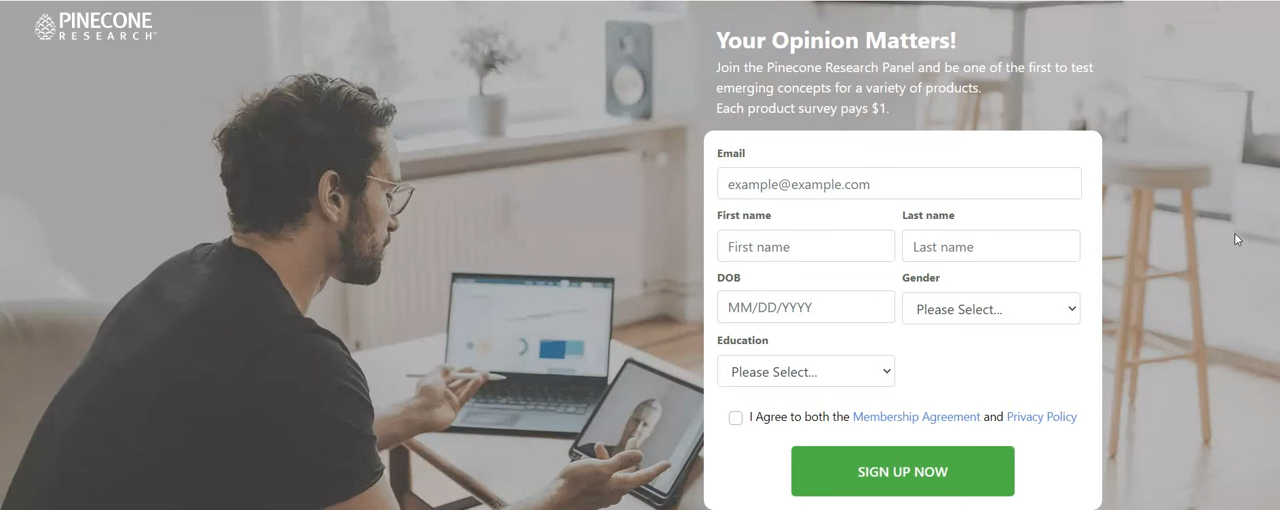 PINECONE
RESEARCH
Your Opinion Matters!
Join the Pinecone Research Panel and be one of the first to test
emerging concepts for a variety of products.
Each product survey pays $1.
Email
example@example.com
First name Last name
First name Last name
DOB Gender
MM/DD/YYYY Please Select...
Education
Please Select...
I Agree to both the Membership Agreement and Privacy Policy
SIGN UP NOW